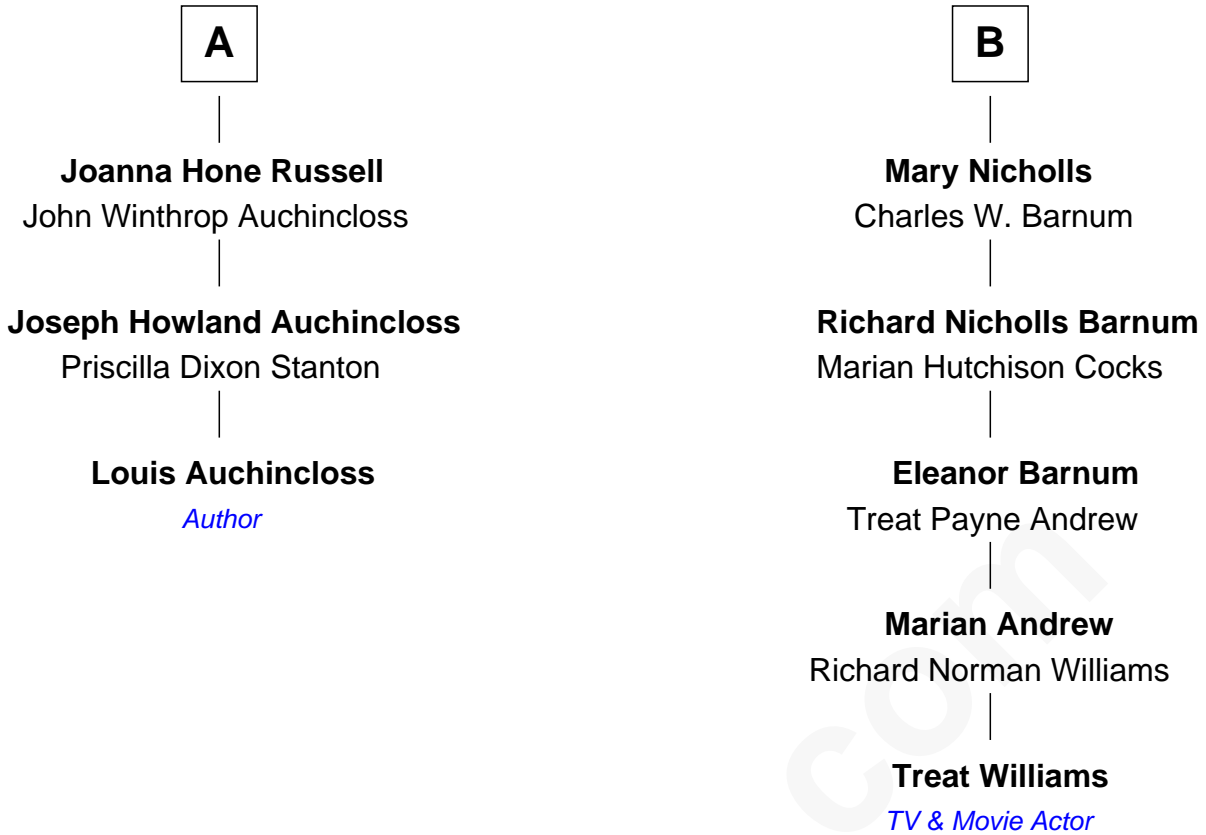 A
Joanna Hone Russell
John Winthrop Auchincloss
Joseph Howland Auchincloss
Priscilla Dixon Stanton
Louis Auchincloss
Author
B
Mary Nicholls
Charles W. Barnum
Richard Nicholls Barnum
Marian Hutchison Cocks
Eleanor Barnum
Treat Payne Andrew
Marian Andrew
Richard Norman Williams
Treat Williams
TV & Movie Actor
com